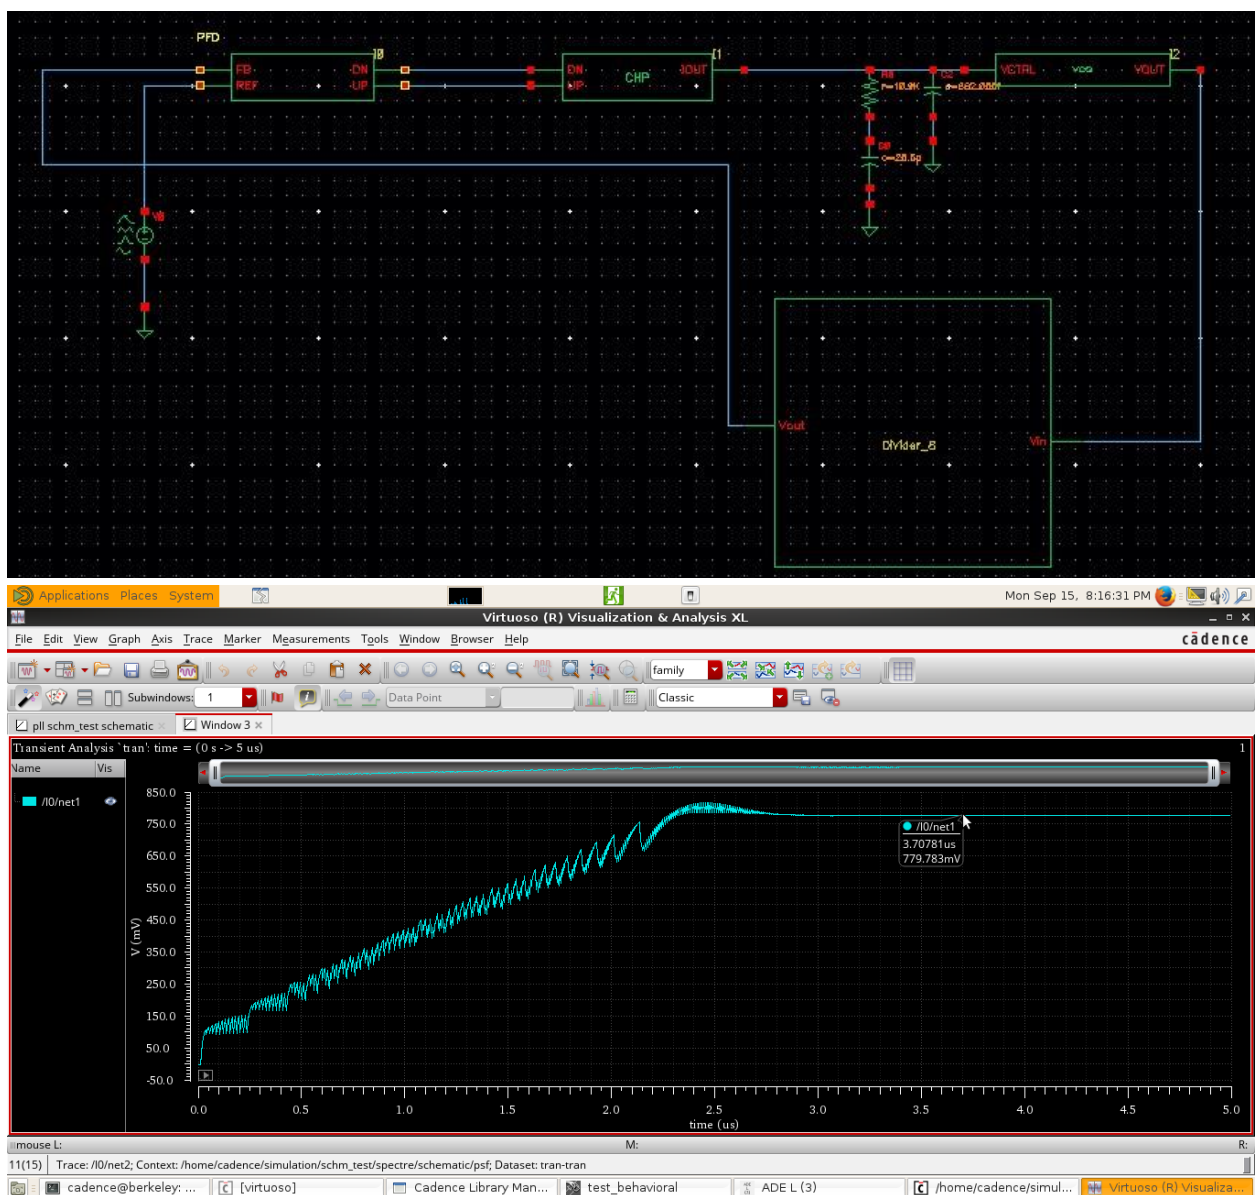 PFD
I0
I1
I2
FB
REF
DN
UP
DN
UP
CHP
IOUT
VCTRL
vco
VOUT
r=10.9K
c=26.6p
Vout
Divider_8
Vin
Applications Places System
Mon Sep 15, 8:16:31 PM
Virtuoso (R) Visualization & Analysis XL
File Edit View Graph Axis Trace Marker Measurements Tools Window Browser Help
cādence
family
Subwindows: 1
Data Point
Classic
pll schm_test schematic
Window 3
Transient Analysis `tran': time = (0 s -> 5 us)
1
Name Vis
/I0/net1
850.0
750.0
650.0
550.0
450.0
350.0
250.0
150.0
50.0
-50.0
V (mV)
/I0/net1
3.70781us
779.783mV
0.0 0.5 1.0 1.5 2.0 2.5 3.0 3.5 4.0 4.5 5.0
time (us)
mouse L: M: R:
11(15) Trace: /I0/net2; Context: /home/cadence/simulation/schm_test/spectre/schematic/psf; Dataset: tran-tran
cadence@berkeley: ...
[virtuoso]
Cadence Library Man...
test_behavioral
ADE L (3)
/home/cadence/simul...
Virtuoso (R) Visualiza...